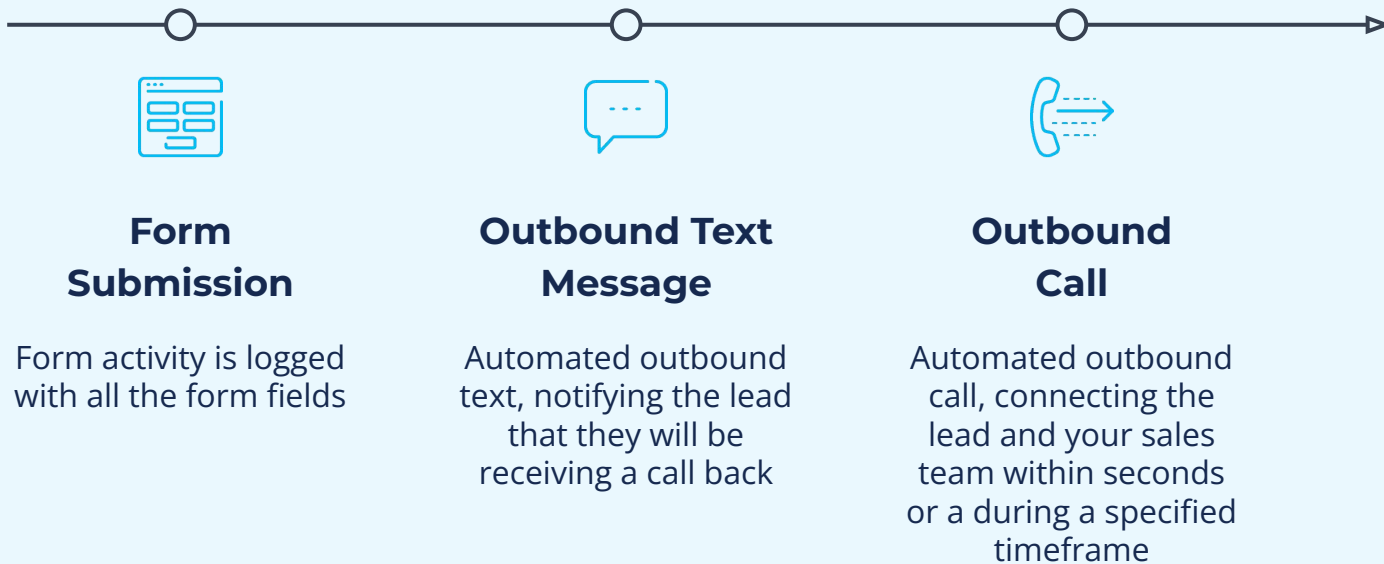 Form
Submission
Form activity is logged
with all the form fields
Outbound Text
Message
Automated outbound
text, notifying the lead
that they will be
receiving a call back
Outbound
Call
Automated outbound
call, connecting the
lead and your sales
team within seconds
or a during a specified
timeframe